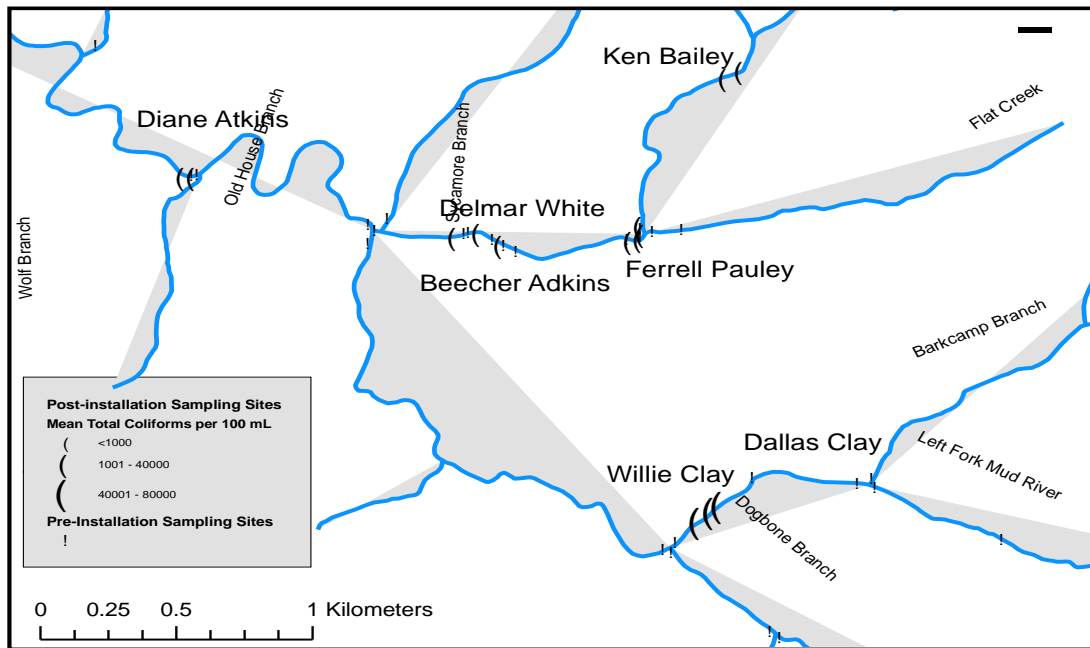 Ken Bailey
Flat Creek
Diane Atkins
Old House Branch
Sycamore Branch
Delmar White
Wolf Branch
Beecher Adkins
Ferrell Pauley
Barkcamp Branch
Left Fork Mud River
Dallas Clay
Willie Clay
Dogbone Branch
Post-installation Sampling Sites
Mean Total Coliforms per 100 mL
( <1000
( 1001 - 40000
( 40001 - 80000
Pre-Installation Sampling Sites
!
0 0.25 0.5 1 Kilometers